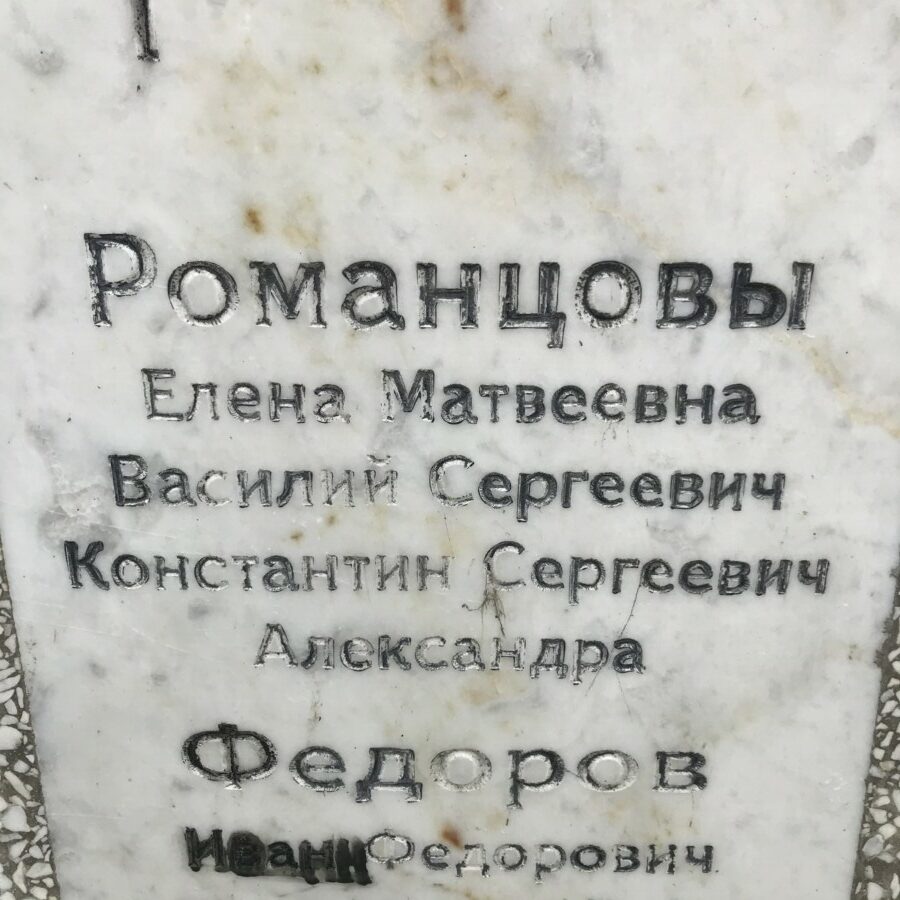 Романцовы
Елена Матвеевна
Василий Сергеевич
Константин Сергеевич
Александра
Федоров
Иван Федорович